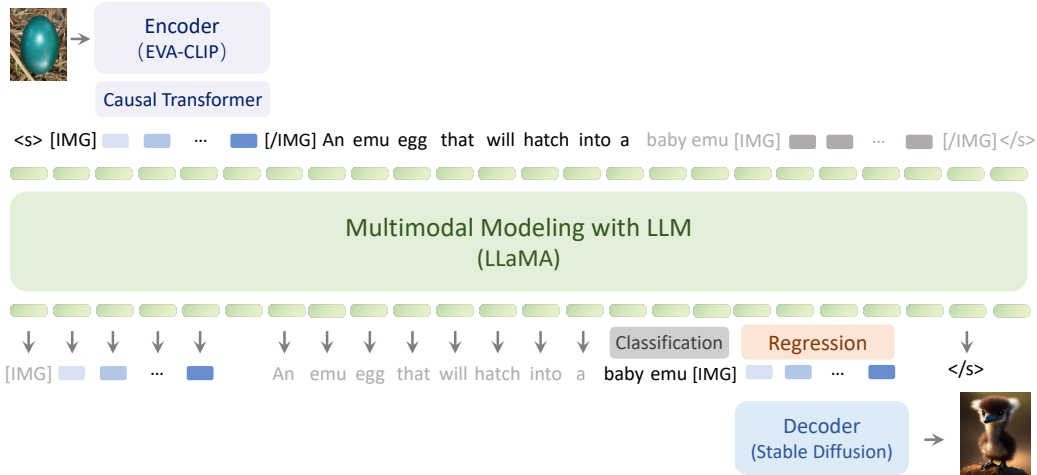 Encoder
(EVA-CLIP)
Causal Transformer
<s> [IMG] ... [/IMG] An emu egg that will hatch into a baby emu [IMG] ... [/IMG] </s>
Multimodal Modeling with LLM
(LLaMA)
Classification Regression
[IMG] ... An emu egg that will hatch into a baby emu [IMG] ... </s>
Decoder
(Stable Diffusion)